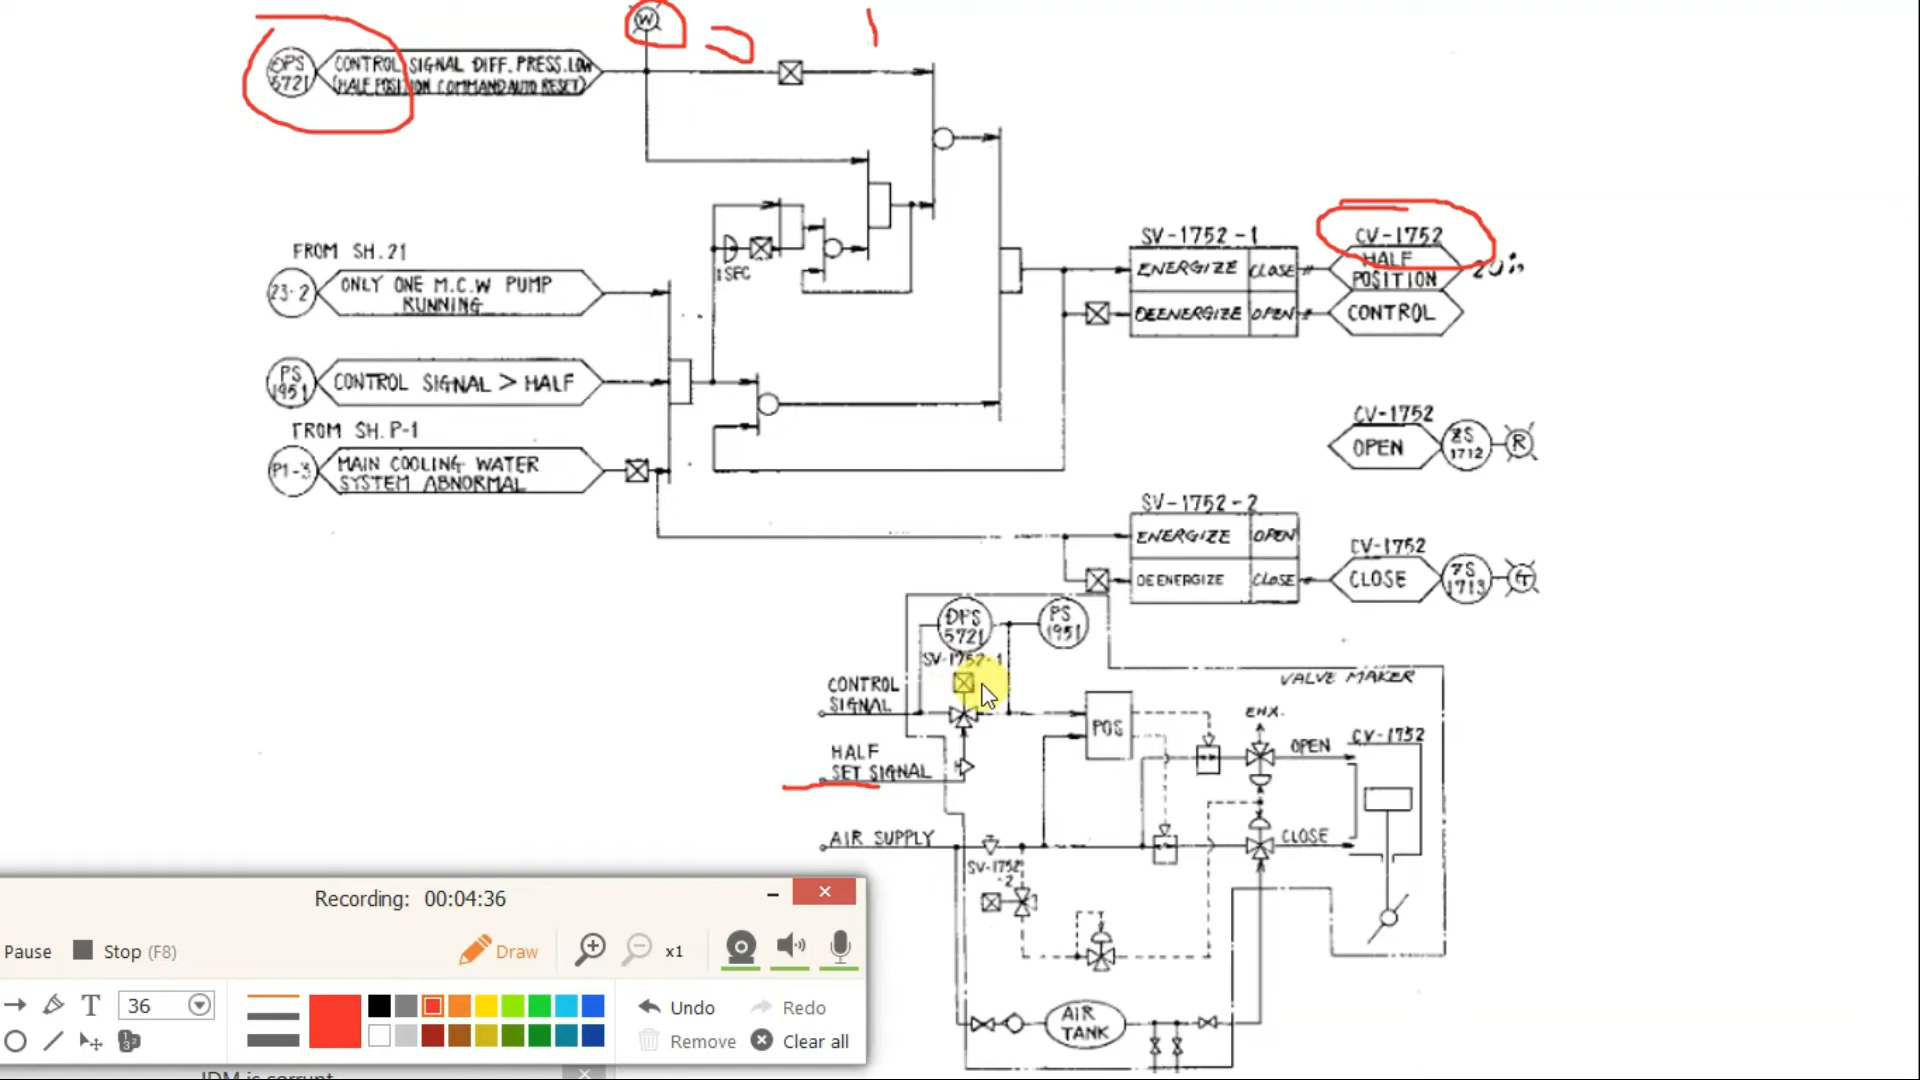 W
DPS 5721
CONTROL SIGNAL DIFF. PRESS. LOW
(HALF POSITION COMMAND AUTO RESET)
FROM SH.21
23-2
ONLY ONE M.C.W PUMP
RUNNING
1 SEC
PS 1951
CONTROL SIGNAL > HALF
FROM SH. P-1
P1-3
MAIN COOLING WATER
SYSTEM ABNORMAL
SV-1752-1
ENERGIZE CLOSE
DEENERGIZE OPEN
CV-1752
HALF
POSITION
CONTROL
CV-1752
OPEN
ZS 1712
R
SV-1752-2
ENERGIZE OPEN
DEENERGIZE CLOSE
CV-1752
CLOSE
ZS 1713
G
DPS 5721
PS 1951
SV-1752-1
CONTROL
SIGNAL
HALF
SET SIGNAL
AIR SUPPLY
SV-1752
-2
POS
VALVE MAKER
OPEN
CV-1752
CLOSE
AIR
TANK
Recording: 00:04:36
Pause
Stop (F8)
Draw
x1
T
36
Undo
Redo
Remove
Clear all
IDM is corrupt